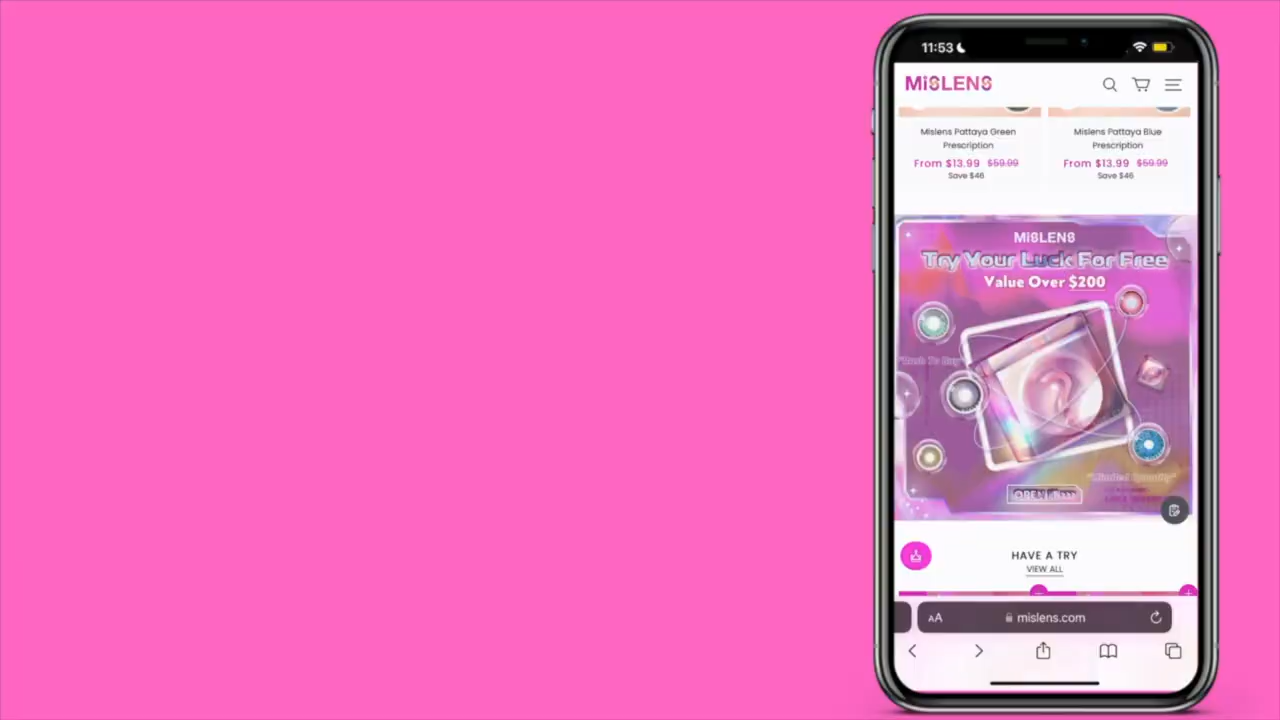 11:53
MiSLENS
Mislens Pattaya Green
Prescription
From $13.99 $59.99
Save $46
Mislens Pattaya Blue
Prescription
From $13.99 $59.99
Save $46
MiSLENS
Try Your Luck For Free
Value Over $200
OPEN
HAVE A TRY
VIEW ALL
AA
mislens.com